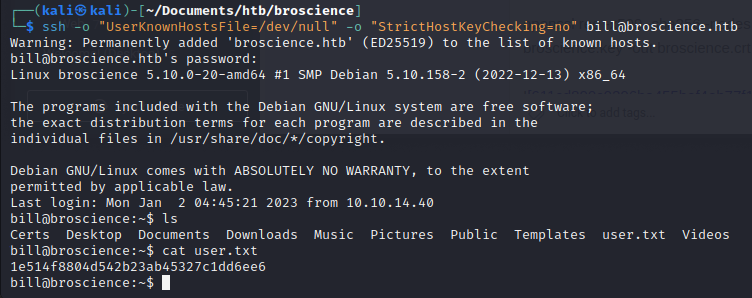 ┌──(kali㉿kali)-[~/Documents/htb/broscience]
└─$ ssh -o "UserKnownHostsFile=/dev/null" -o "StrictHostKeyChecking=no" bill@broscience.htb
Warning: Permanently added 'broscience.htb' (ED25519) to the list of known hosts.
bill@broscience.htb's password:
Linux broscience 5.10.0-20-amd64 #1 SMP Debian 5.10.158-2 (2022-12-13) x86_64
The programs included with the Debian GNU/Linux system are free software;
the exact distribution terms for each program are described in the
individual files in /usr/share/doc/*/copyright.
Debian GNU/Linux comes with ABSOLUTELY NO WARRANTY, to the extent
permitted by applicable law.
Last login: Mon Jan  2 04:45:21 2023 from 10.10.14.40
bill@broscience:~$ ls
Certs  Desktop  Documents  Downloads  Music  Pictures  Public  Templates  user.txt  Videos
bill@broscience:~$ cat user.txt
1e514f8804d542b23ab45327c1dd6ee6
bill@broscience:~$